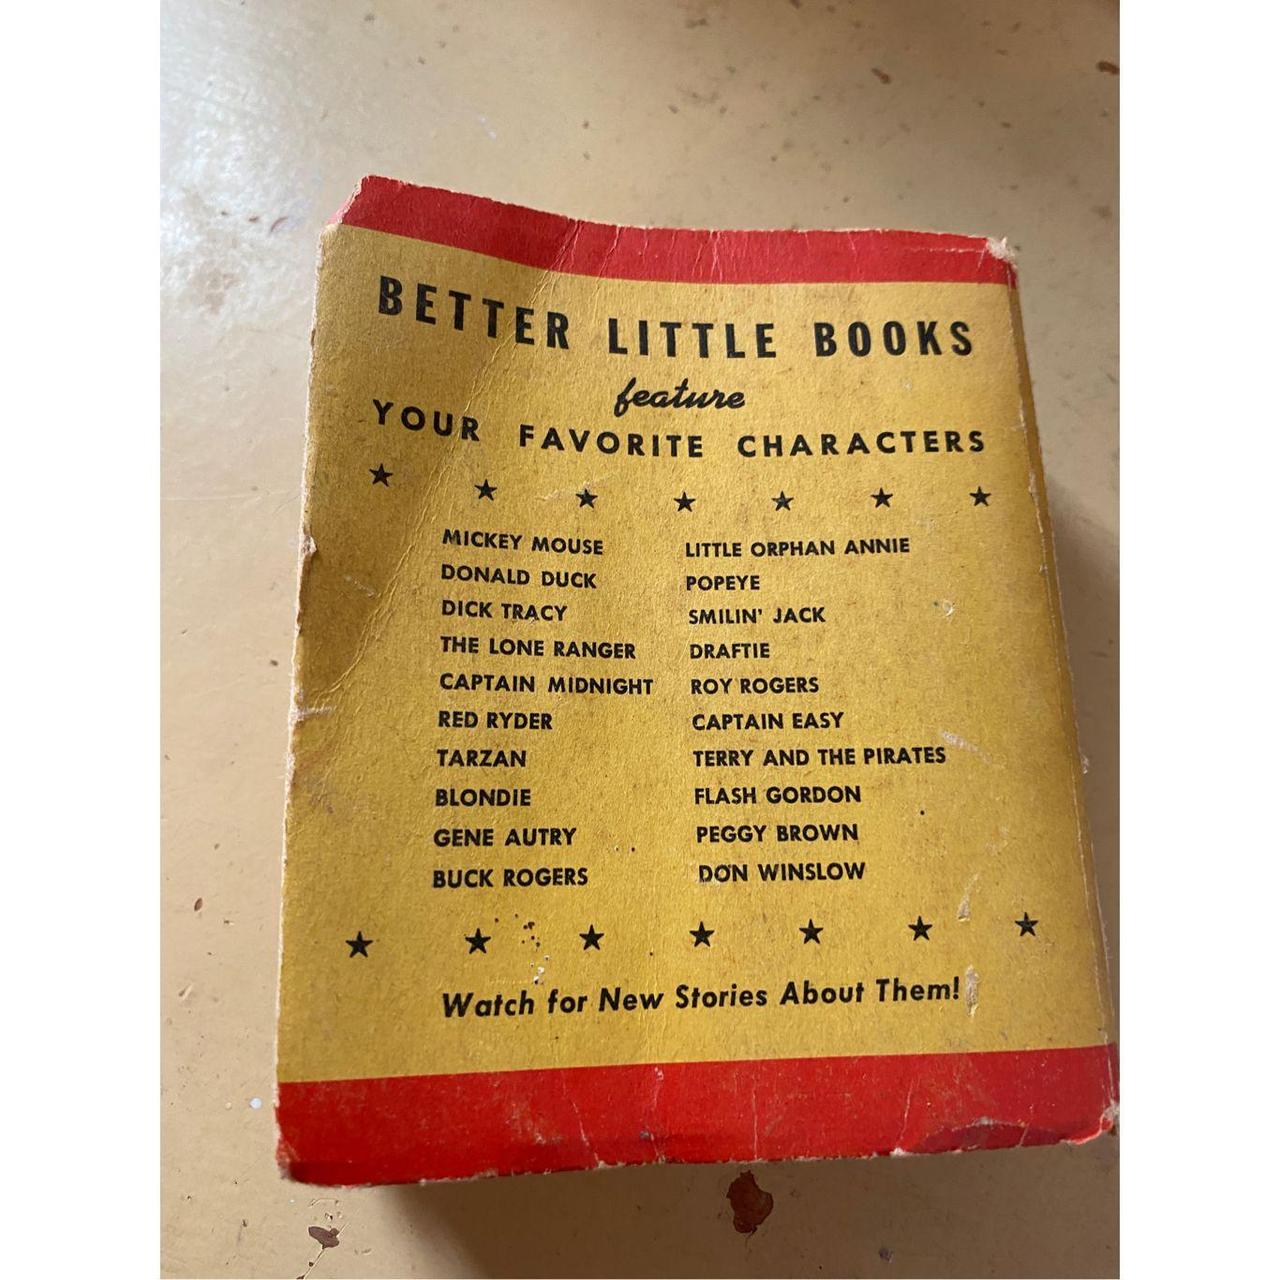 BETTER LITTLE BOOKS
feature
YOUR FAVORITE CHARACTERS
MICKEY MOUSE
DONALD DUCK
DICK TRACY
THE LONE RANGER
CAPTAIN MIDNIGHT
RED RYDER
TARZAN
BLONDIE
GENE AUTRY
BUCK ROGERS
LITTLE ORPHAN ANNIE
POPEYE
SMILIN' JACK
DRAFTIE
ROY ROGERS
CAPTAIN EASY
TERRY AND THE PIRATES
FLASH GORDON
PEGGY BROWN
DON WINSLOW
Watch for New Stories About Them!